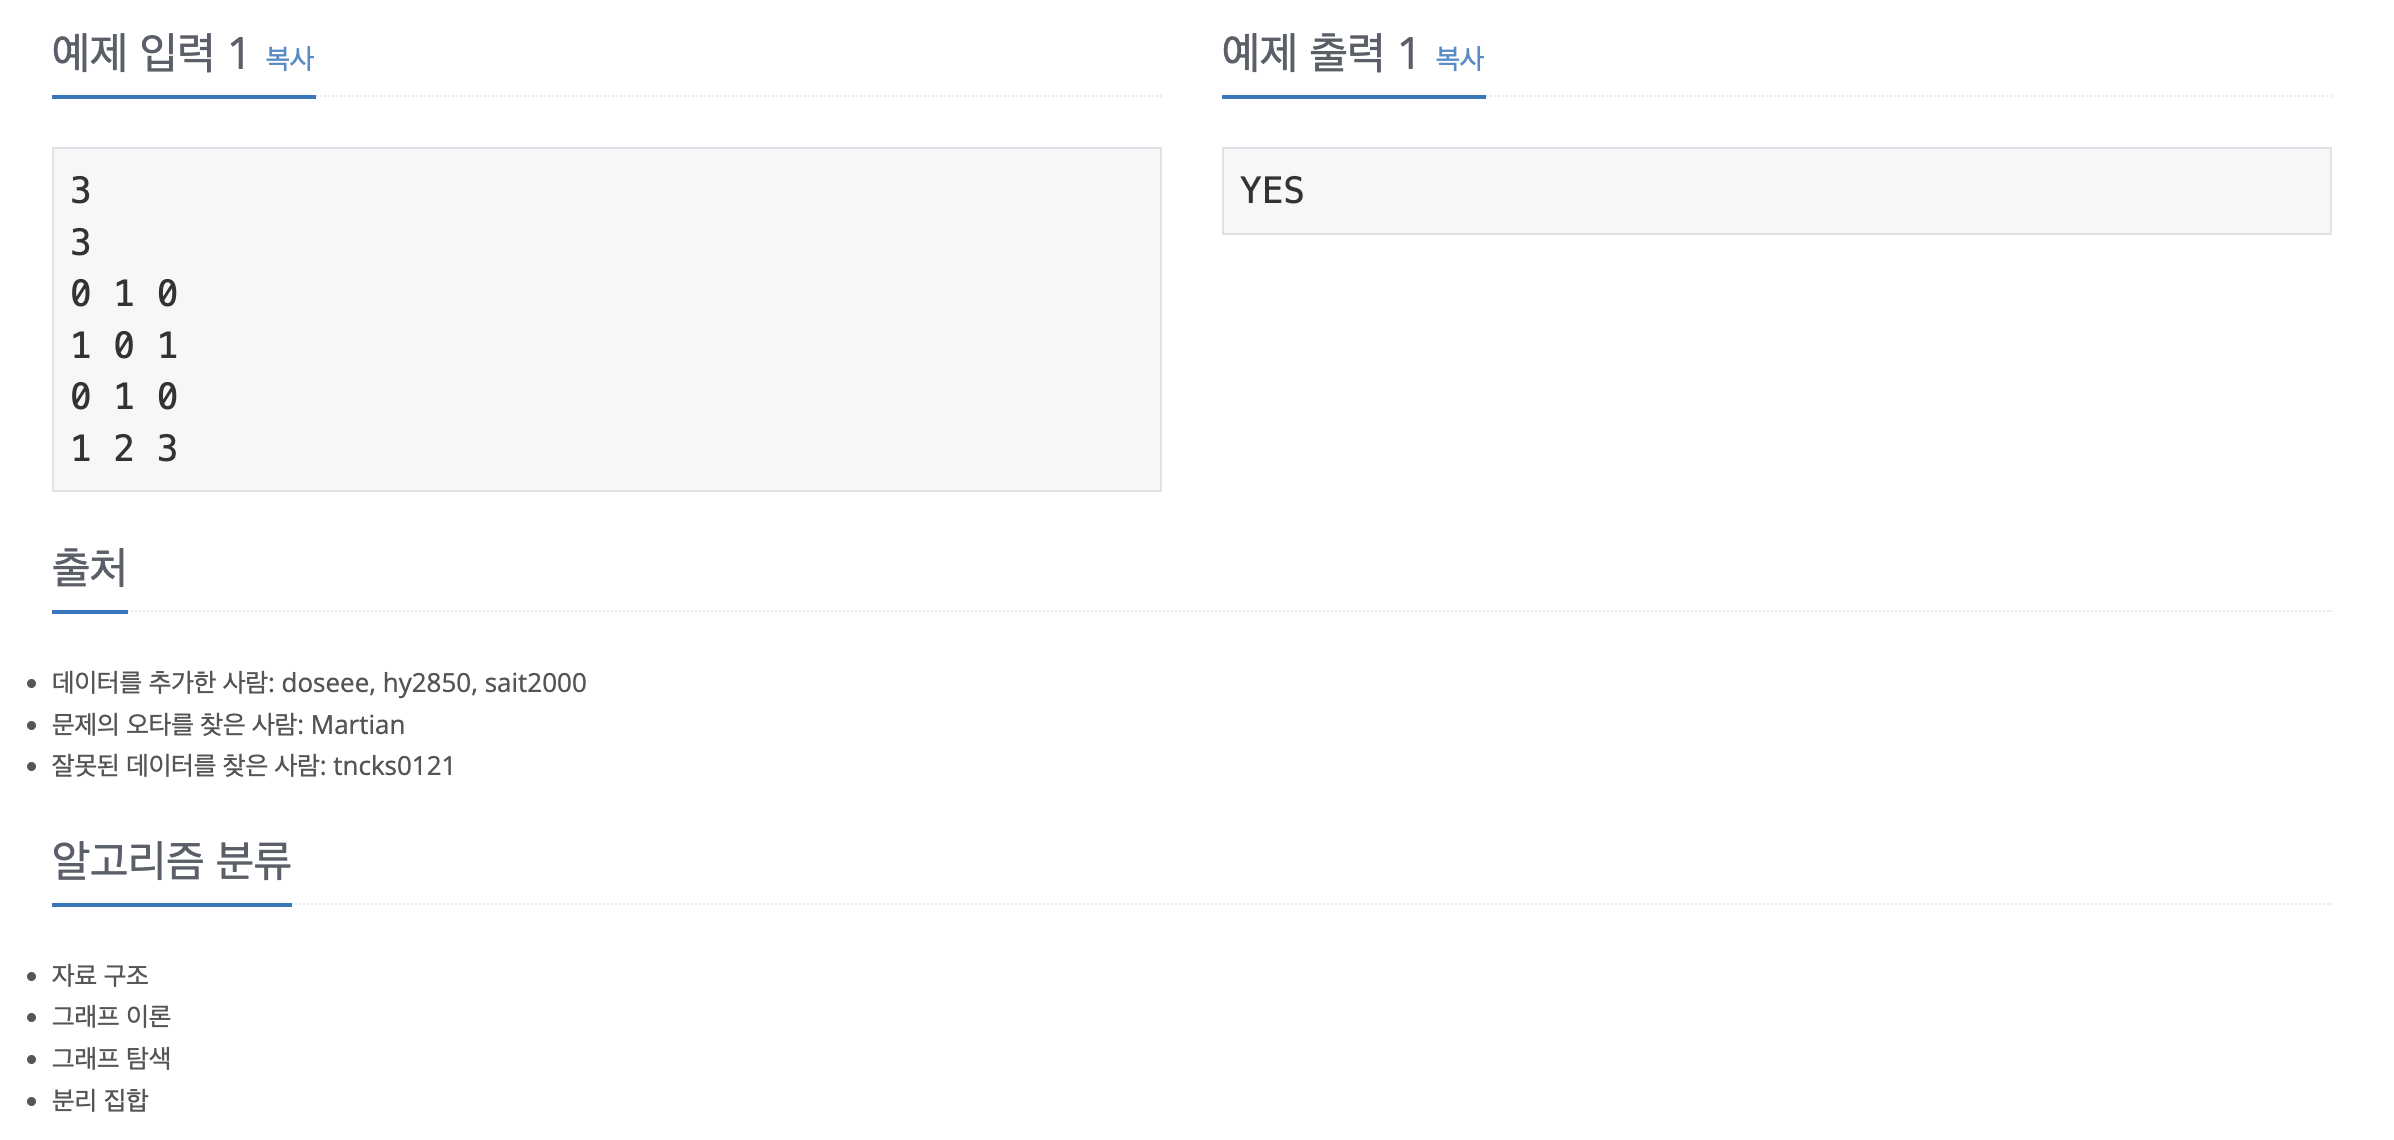 예제 입력 1 복사
3
3
0 1 0
1 0 1
0 1 0
1 2 3
예제 출력 1 복사
YES
출처
데이터를 추가한 사람: doseee, hy2850, sait2000
문제의 오타를 찾은 사람: Martian
잘못된 데이터를 찾은 사람: tncks0121
알고리즘 분류
자료 구조
그래프 이론
그래프 탐색
분리 집합